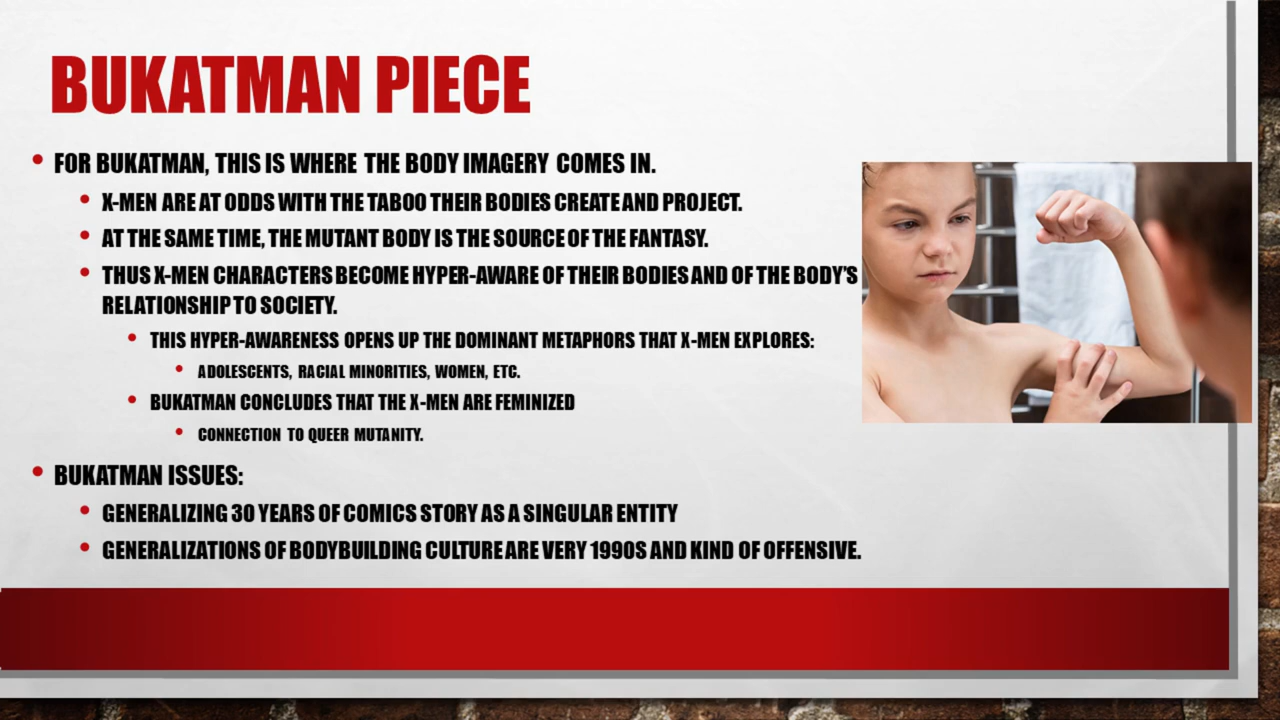 BUKATMAN PIECE
FOR BUKATMAN, THIS IS WHERE THE BODY IMAGERY COMES IN.
X-MEN ARE AT ODDS WITH THE TABOO THEIR BODIES CREATE AND PROJECT.
AT THE SAME TIME, THE MUTANT BODY IS THE SOURCE OF THE FANTASY.
THUS X-MEN CHARACTERS BECOME HYPER-AWARE OF THEIR BODIES AND OF THE BODY'S
RELATIONSHIP TO SOCIETY.
THIS HYPER-AWARENESS OPENS UP THE DOMINANT METAPHORS THAT X-MEN EXPLORES:
ADOLESCENTS, RACIAL MINORITIES, WOMEN, ETC.
BUKATMAN CONCLUDES THAT THE X-MEN ARE FEMINIZED
CONNECTION TO QUEER MUTANITY.
BUKATMAN ISSUES:
GENERALIZING 30 YEARS OF COMICS STORY AS A SINGULAR ENTITY
GENERALIZATIONS OF BODYBUILDING CULTURE ARE VERY 1990S AND KIND OF OFFENSIVE.